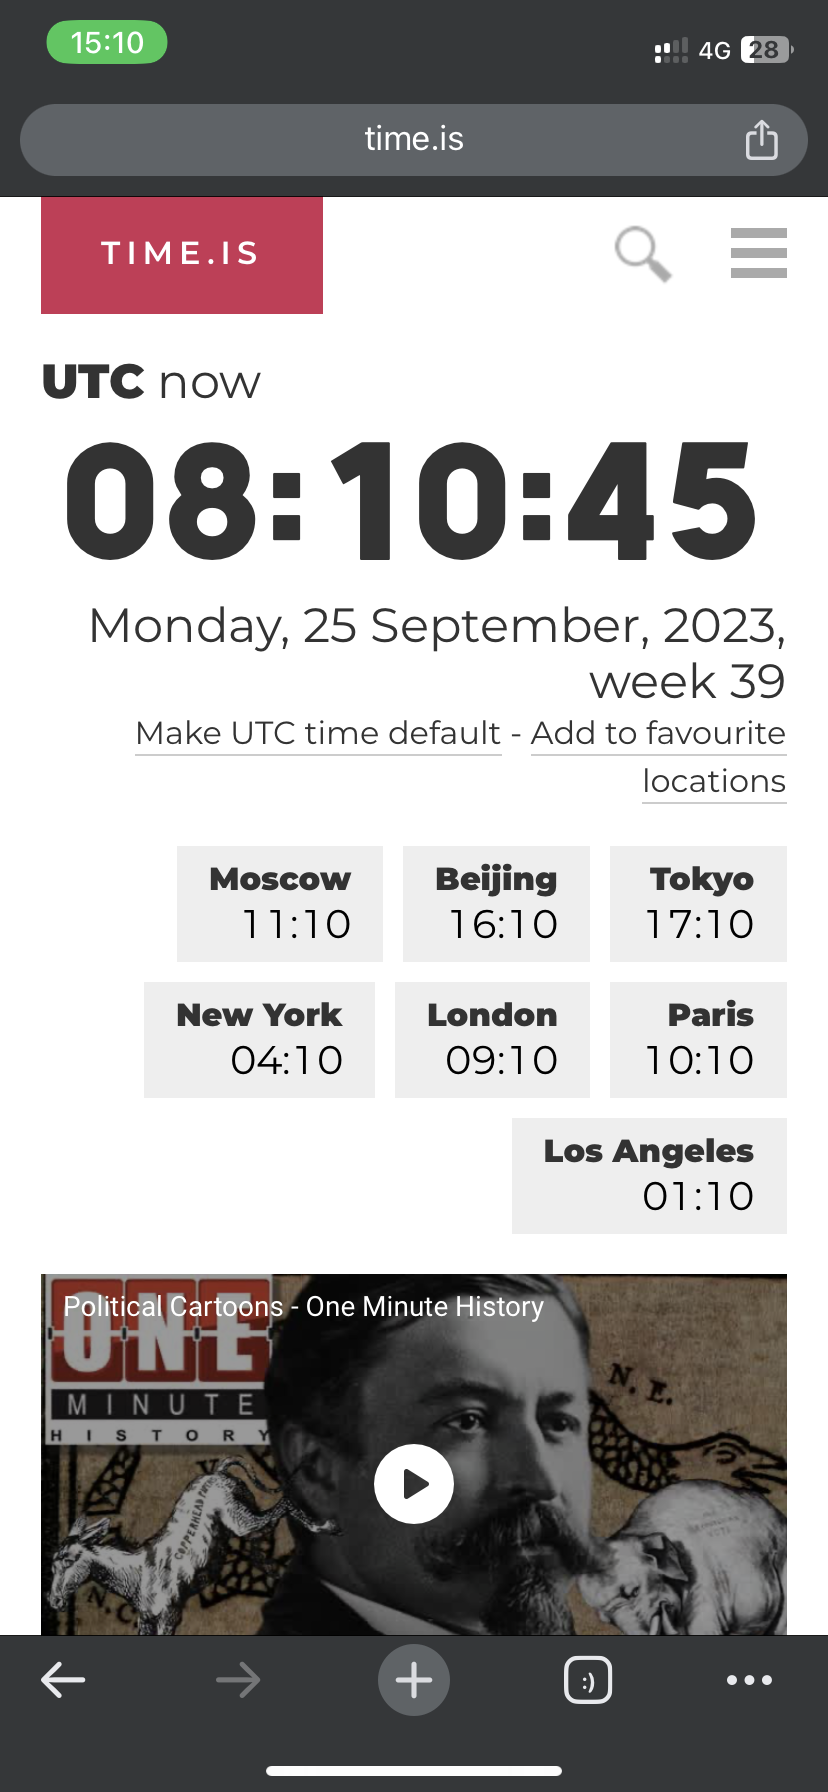 15:10
4G 28
time.is
TIME.IS
UTC now
08:10:45
Monday, 25 September, 2023,
week 39
Make UTC time default - Add to favourite
locations
Moscow
11:10
Beijing
16:10
Tokyo
17:10
New York
04:10
London
09:10
Paris
10:10
Los Angeles
01:10
Political Cartoons - One Minute History
ONE
MINUTE
HISTORY
N. E.
COPPERHEAD
N.C
:)